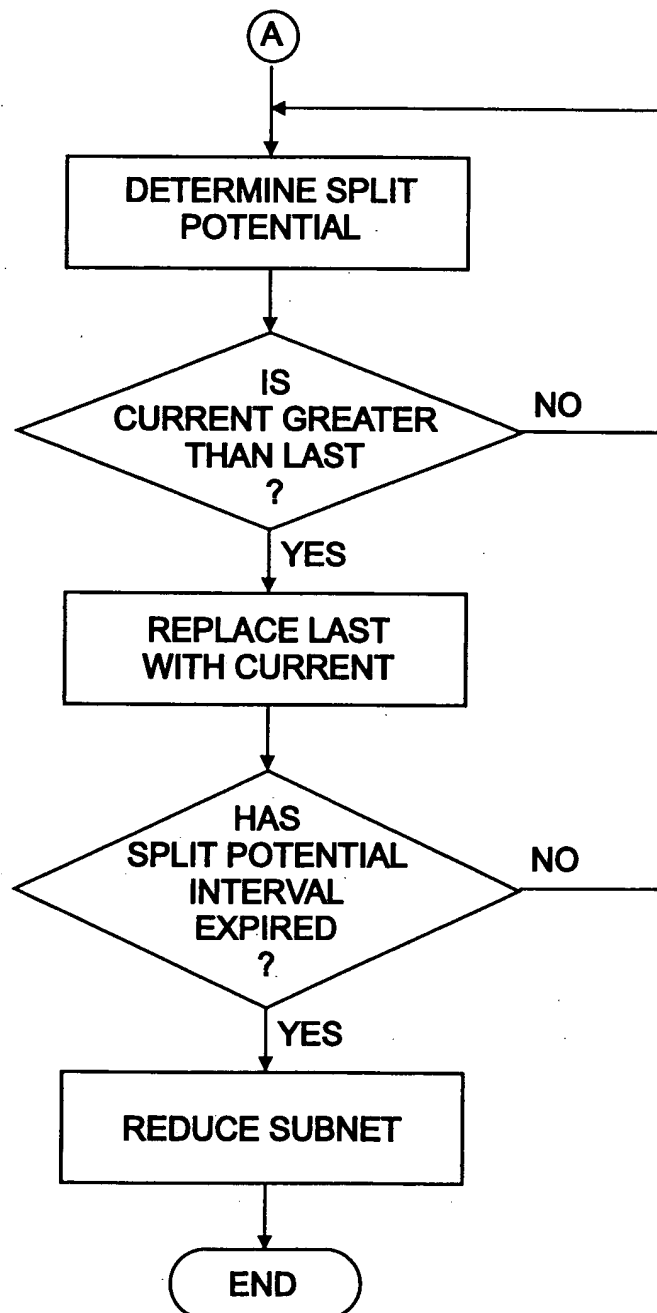 A
DETERMINE SPLIT
POTENTIAL
IS
CURRENT GREATER
THAN LAST
?
NO
YES
REPLACE LAST
WITH CURRENT
HAS
SPLIT POTENTIAL
INTERVAL
EXPIRED
?
NO
YES
REDUCE SUBNET
END